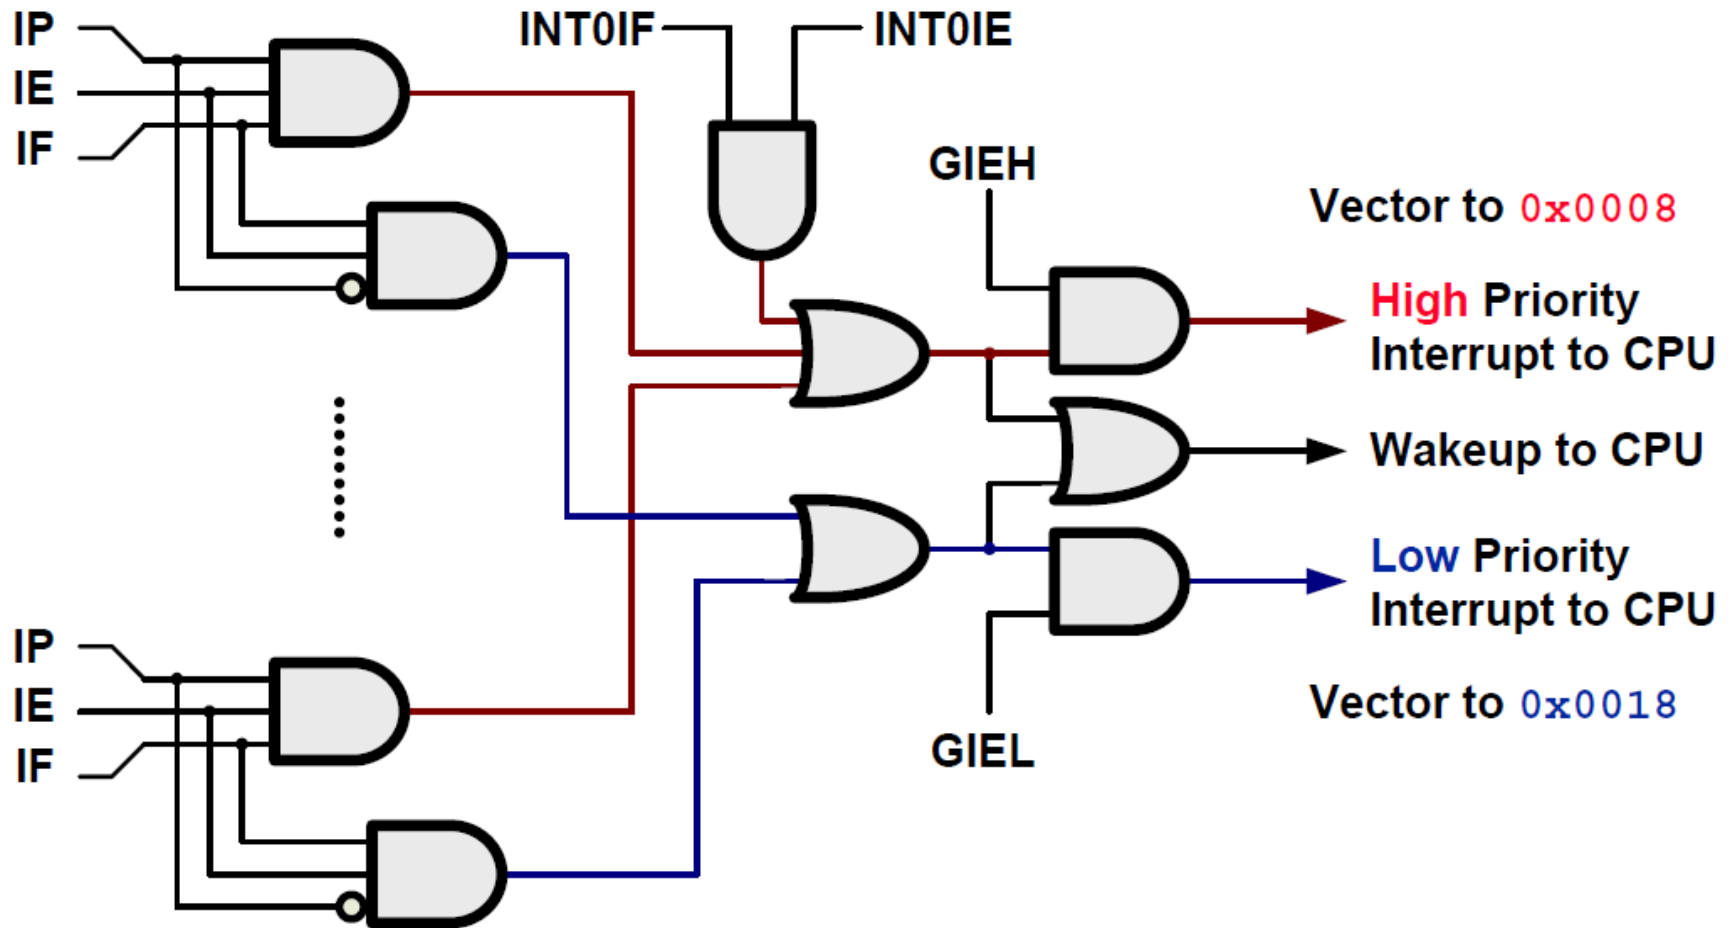 IP
IE
IF
INT0IF
INT0IE
GIEH
Vector to 0x0008
High Priority
Interrupt to CPU
Wakeup to CPU
Low Priority
Interrupt to CPU
IP
IE
IF
GIEL
Vector to 0x0018